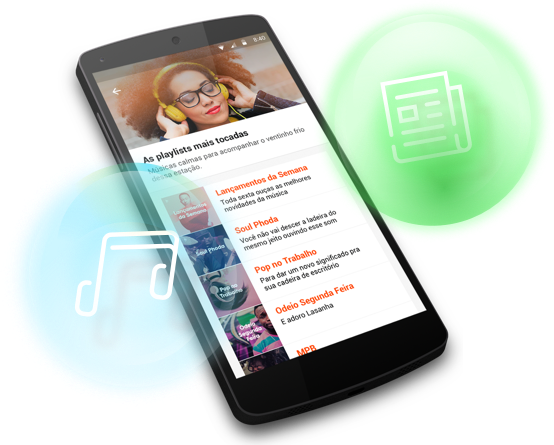 5:40
As playlists mais tocadas
Músicas calmas para acompanhar o ventinho frio
dessa estação.
Lançamentos da Semana
Lançamentos da Semana
Toda sexta ouças as melhores
novidades da música
Soul Phoda
Soul Phoda
Você não vai descer a ladeira do
mesmo jeito ouvindo esse som
Pop no
Trabalho
Pop no Trabalho
Para dar um novo significado pra
sua cadeira de escritório
Odeio
Segunda
Feira
Odeio Segunda Feira
E adoro Lasanha
MPB